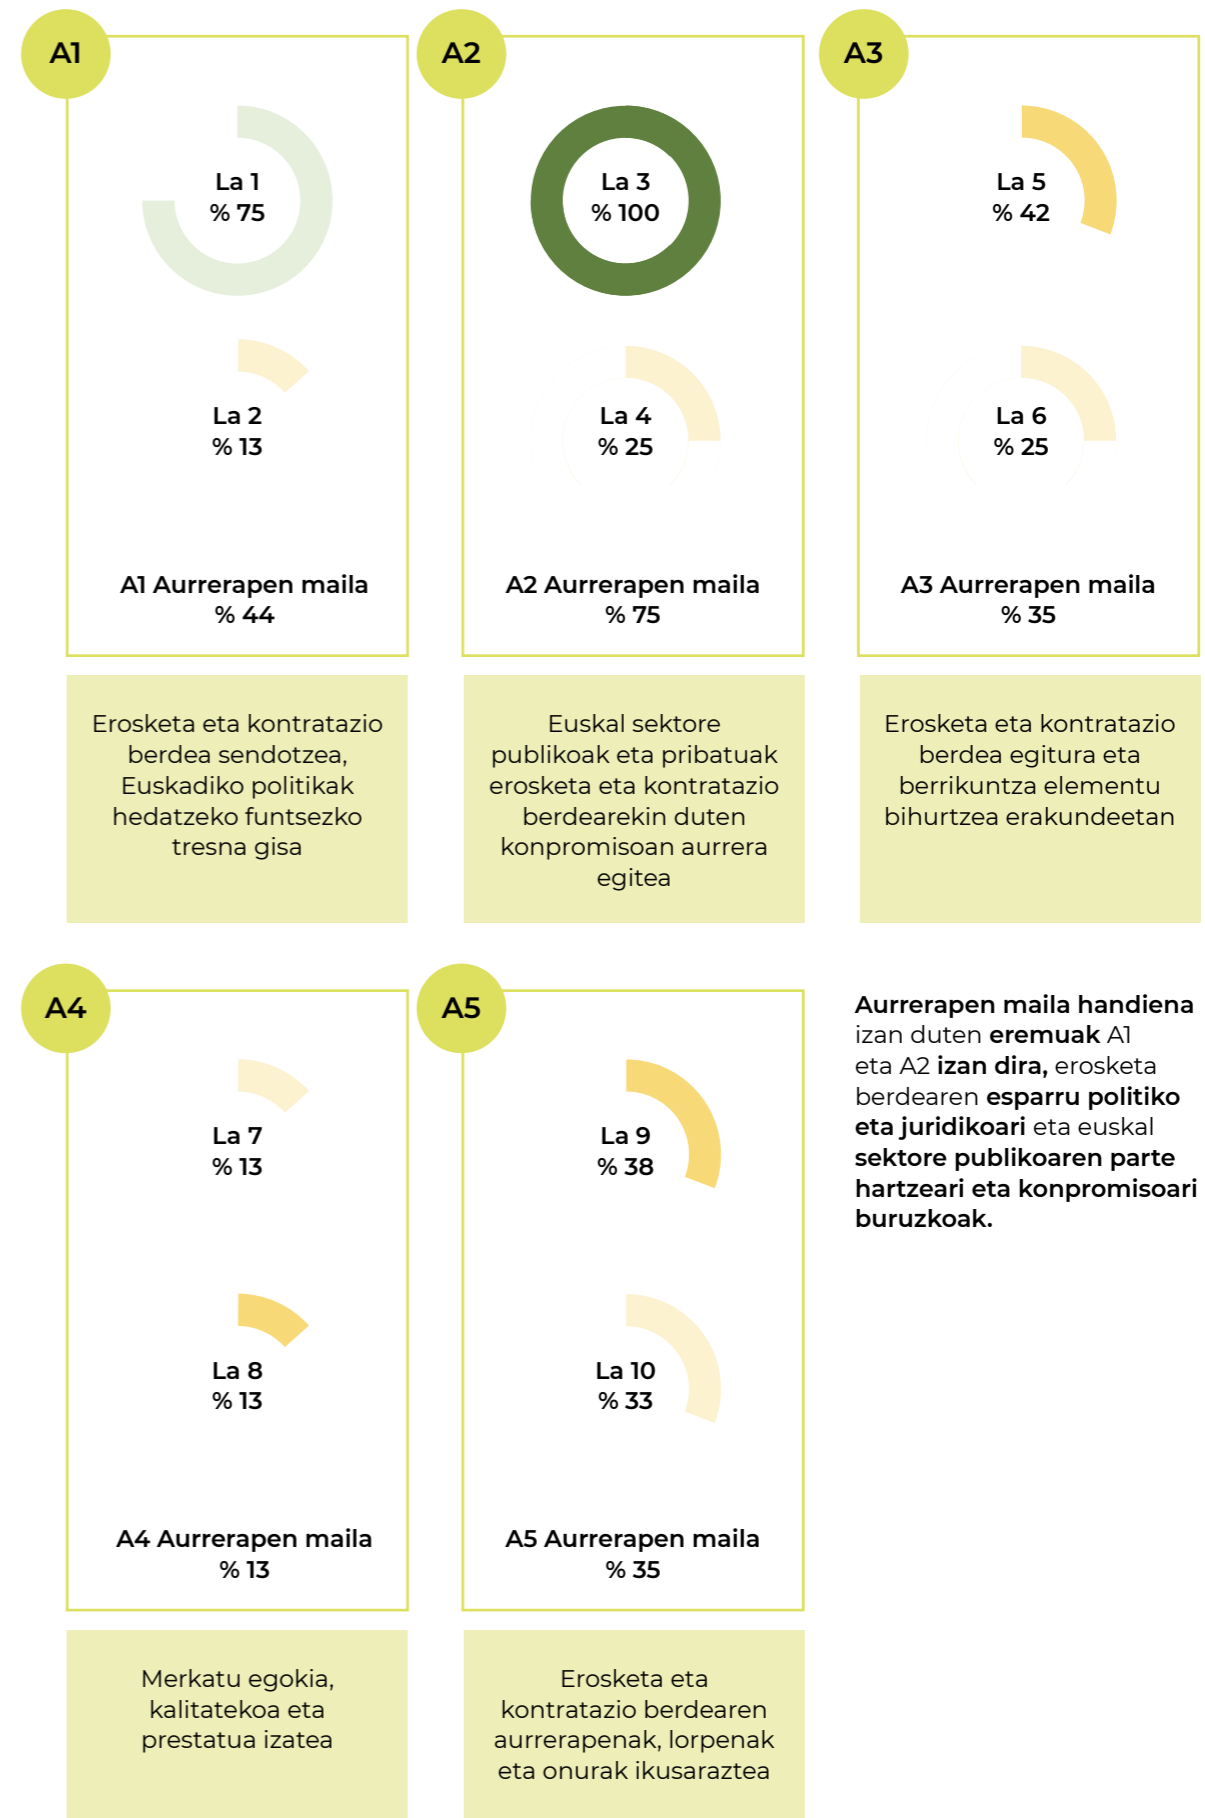 A1
La 1
% 75
La 2
% 13
A1 Aurrerapen maila
% 44
Erosketa eta kontratazio
berdea sendotzea,
Euskadiko politikak
hedatzeko funtsezko
tresna gisa
A2
La 3
% 100
La 4
% 25
A2 Aurrerapen maila
% 75
Euskal sektore
publikoak eta pribatuak
erosketa eta kontratazio
berdearekin duten
konpromisoan aurrera
egitea
A3
La 5
% 42
La 6
% 25
A3 Aurrerapen maila
% 35
Erosketa eta kontratazio
berdea egitura eta
berrikuntza elementu
bihurtzea erakundeetan
A4
La 7
% 13
La 8
% 13
A4 Aurrerapen maila
% 13
Merkatu egokia,
kalitatekoa eta
prestatua izatea
A5
La 9
% 38
La 10
% 33
A5 Aurrerapen maila
% 35
Erosketa eta
kontratazio berdearen
aurrerapenak, lorpenak
eta onurak ikusaraztea
Aurrerapen maila handiena
izan duten eremuak A1
eta A2 izan dira, erosketa
berdearen esparru politiko
eta juridikoari eta euskal
sektore publikoaren parte
hartzeari eta konpromisoari
buruzkoak.